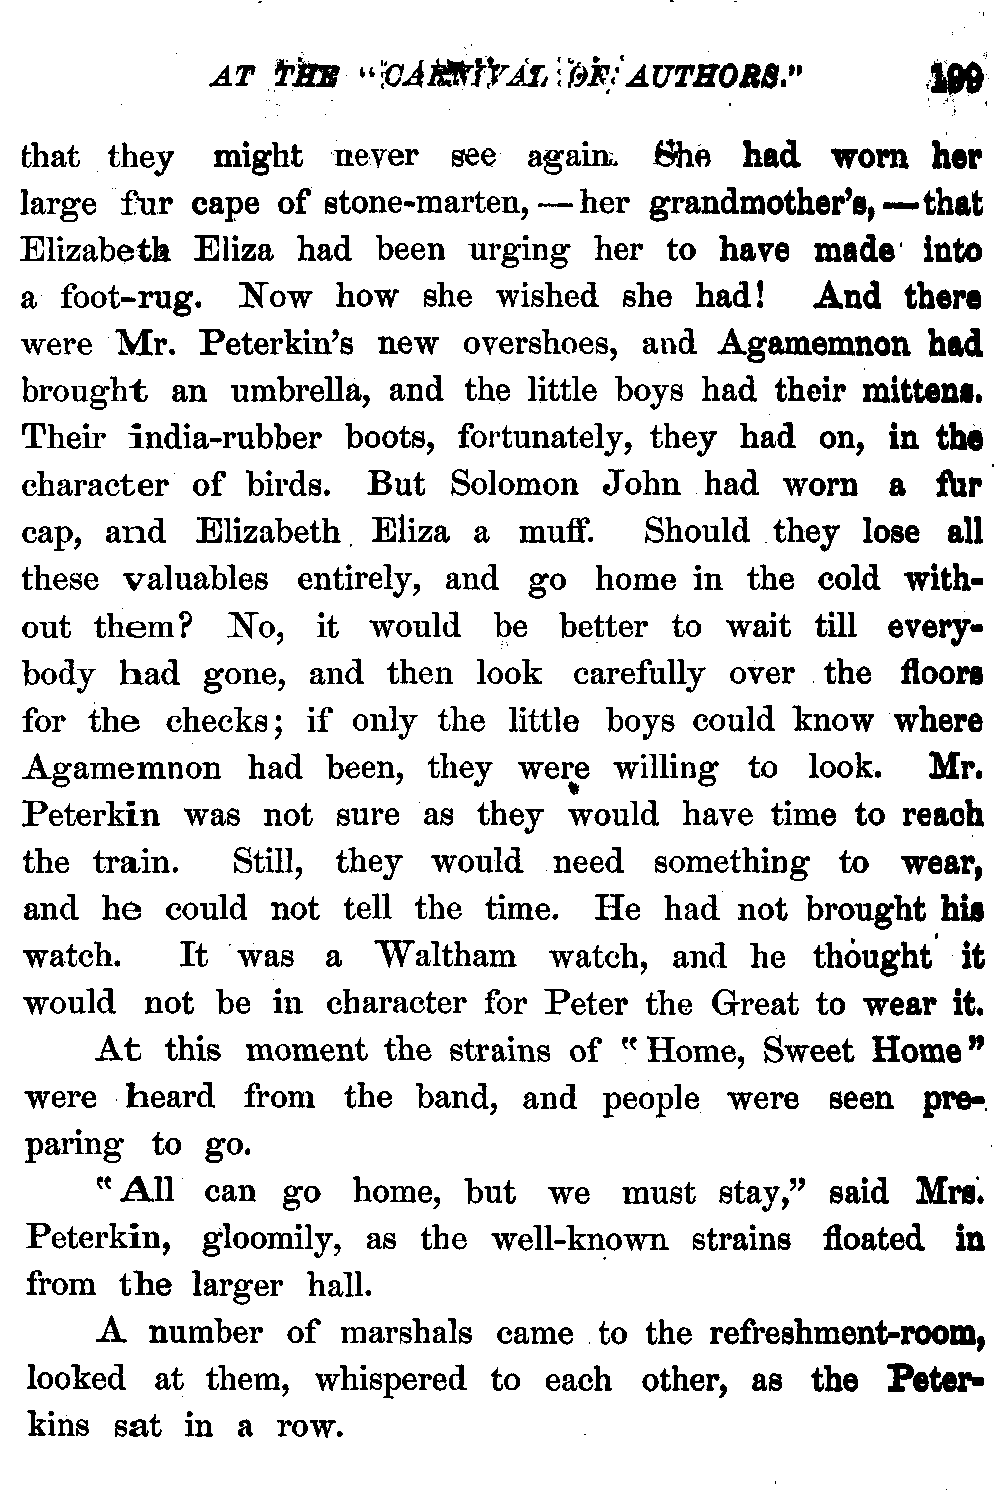 AT THE "CARNIVAL OF AUTHORS." 199
that they might never see again. She had worn her
large fur cape of stone-marten, — her grandmother's, — that
Elizabeth Eliza had been urging her to have made into
a foot-rug. Now how she wished she had! And there
were Mr. Peterkin's new overshoes, and Agamemnon had
brought an umbrella, and the little boys had their mittens.
Their india-rubber boots, fortunately, they had on, in the
character of birds. But Solomon John had worn a fur
cap, and Elizabeth Eliza a muff. Should they lose all
these valuables entirely, and go home in the cold with-
out them? No, it would be better to wait till every-
body had gone, and then look carefully over the floors
for the checks; if only the little boys could know where
Agamemnon had been, they were willing to look. Mr.
Peterkin was not sure as they would have time to reach
the train. Still, they would need something to wear,
and he could not tell the time. He had not brought his
watch. It was a Waltham watch, and he thought it
would not be in character for Peter the Great to wear it.
At this moment the strains of "Home, Sweet Home"
were heard from the band, and people were seen pre-
paring to go.
"All can go home, but we must stay," said Mrs.
Peterkin, gloomily, as the well-known strains floated in
from the larger hall.
A number of marshals came to the refreshment-room,
looked at them, whispered to each other, as the Peter-
kins sat in a row.